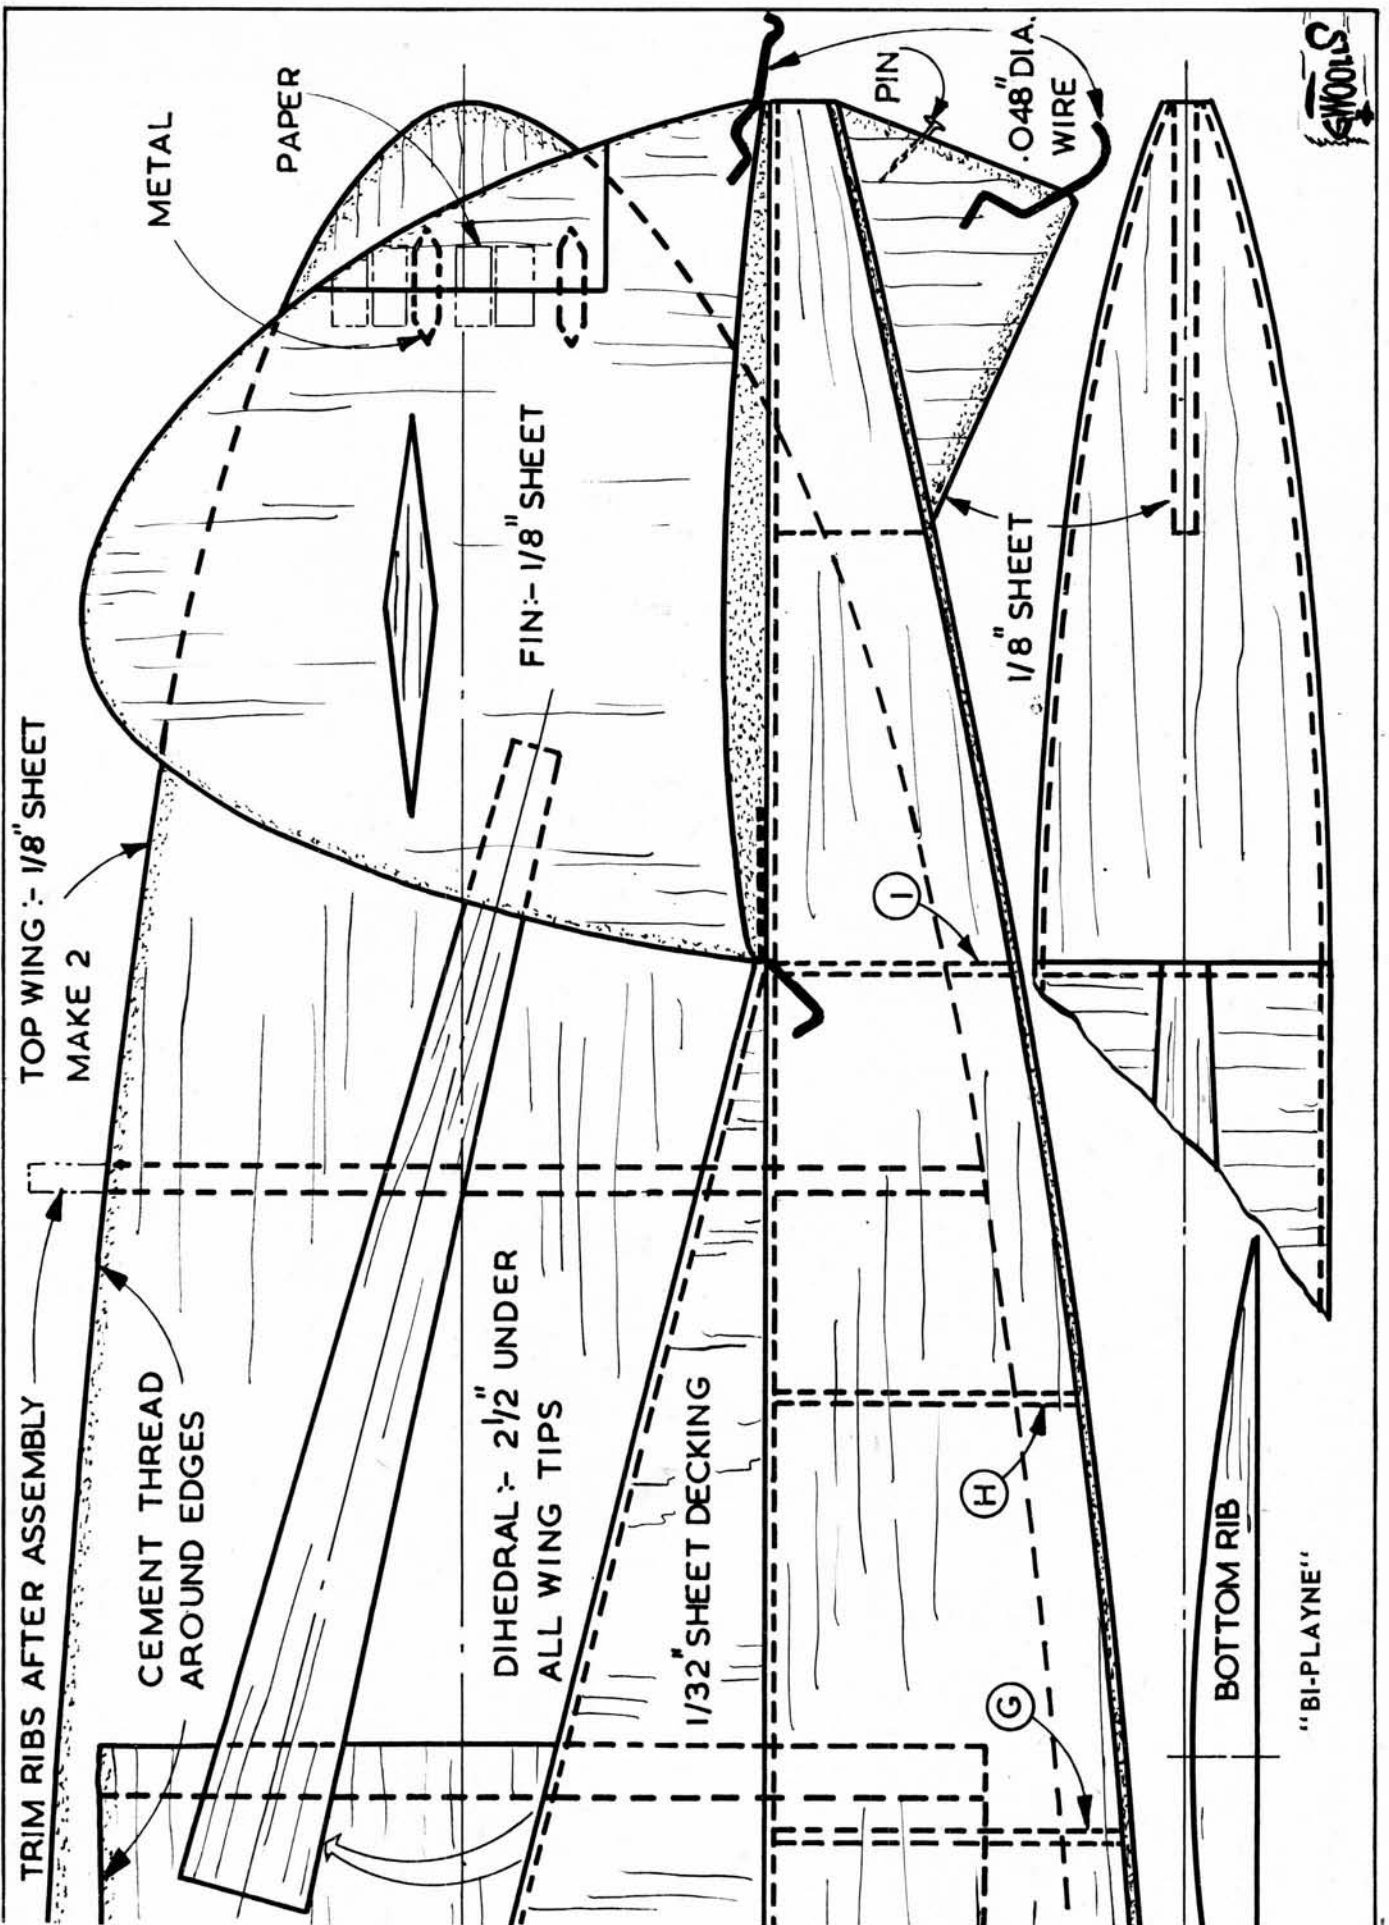 TOP WING :- 1/8" SHEET
MAKE 2
TRIM RIBS AFTER ASSEMBLY
CEMENT THREAD
AROUND EDGES
METAL
PAPER
FIN:- 1/8" SHEET
DIHEDRAL:- 2 1/2" UNDER
ALL WING TIPS
1/32" SHEET DECKING
PIN
.048" DIA.
WIRE
1/8" SHEET
I
H
G
BOTTOM RIB
"BI-PLAYNE"
GWOOLLS